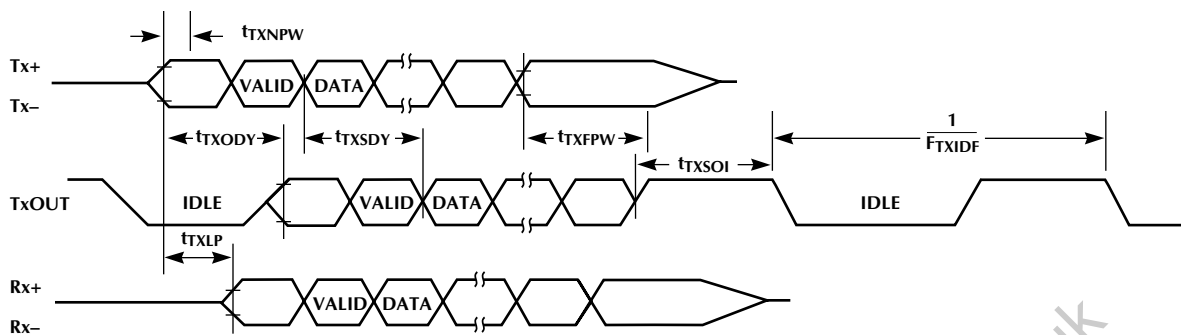 tTXNPW
Tx+
VALID DATA
Tx–
tTXODY tTXSDY tTXFPW tTXSOI 1/FTXIDF
TxOUT IDLE VALID DATA IDLE
tTXLP
Rx+
VALID DATA
Rx–